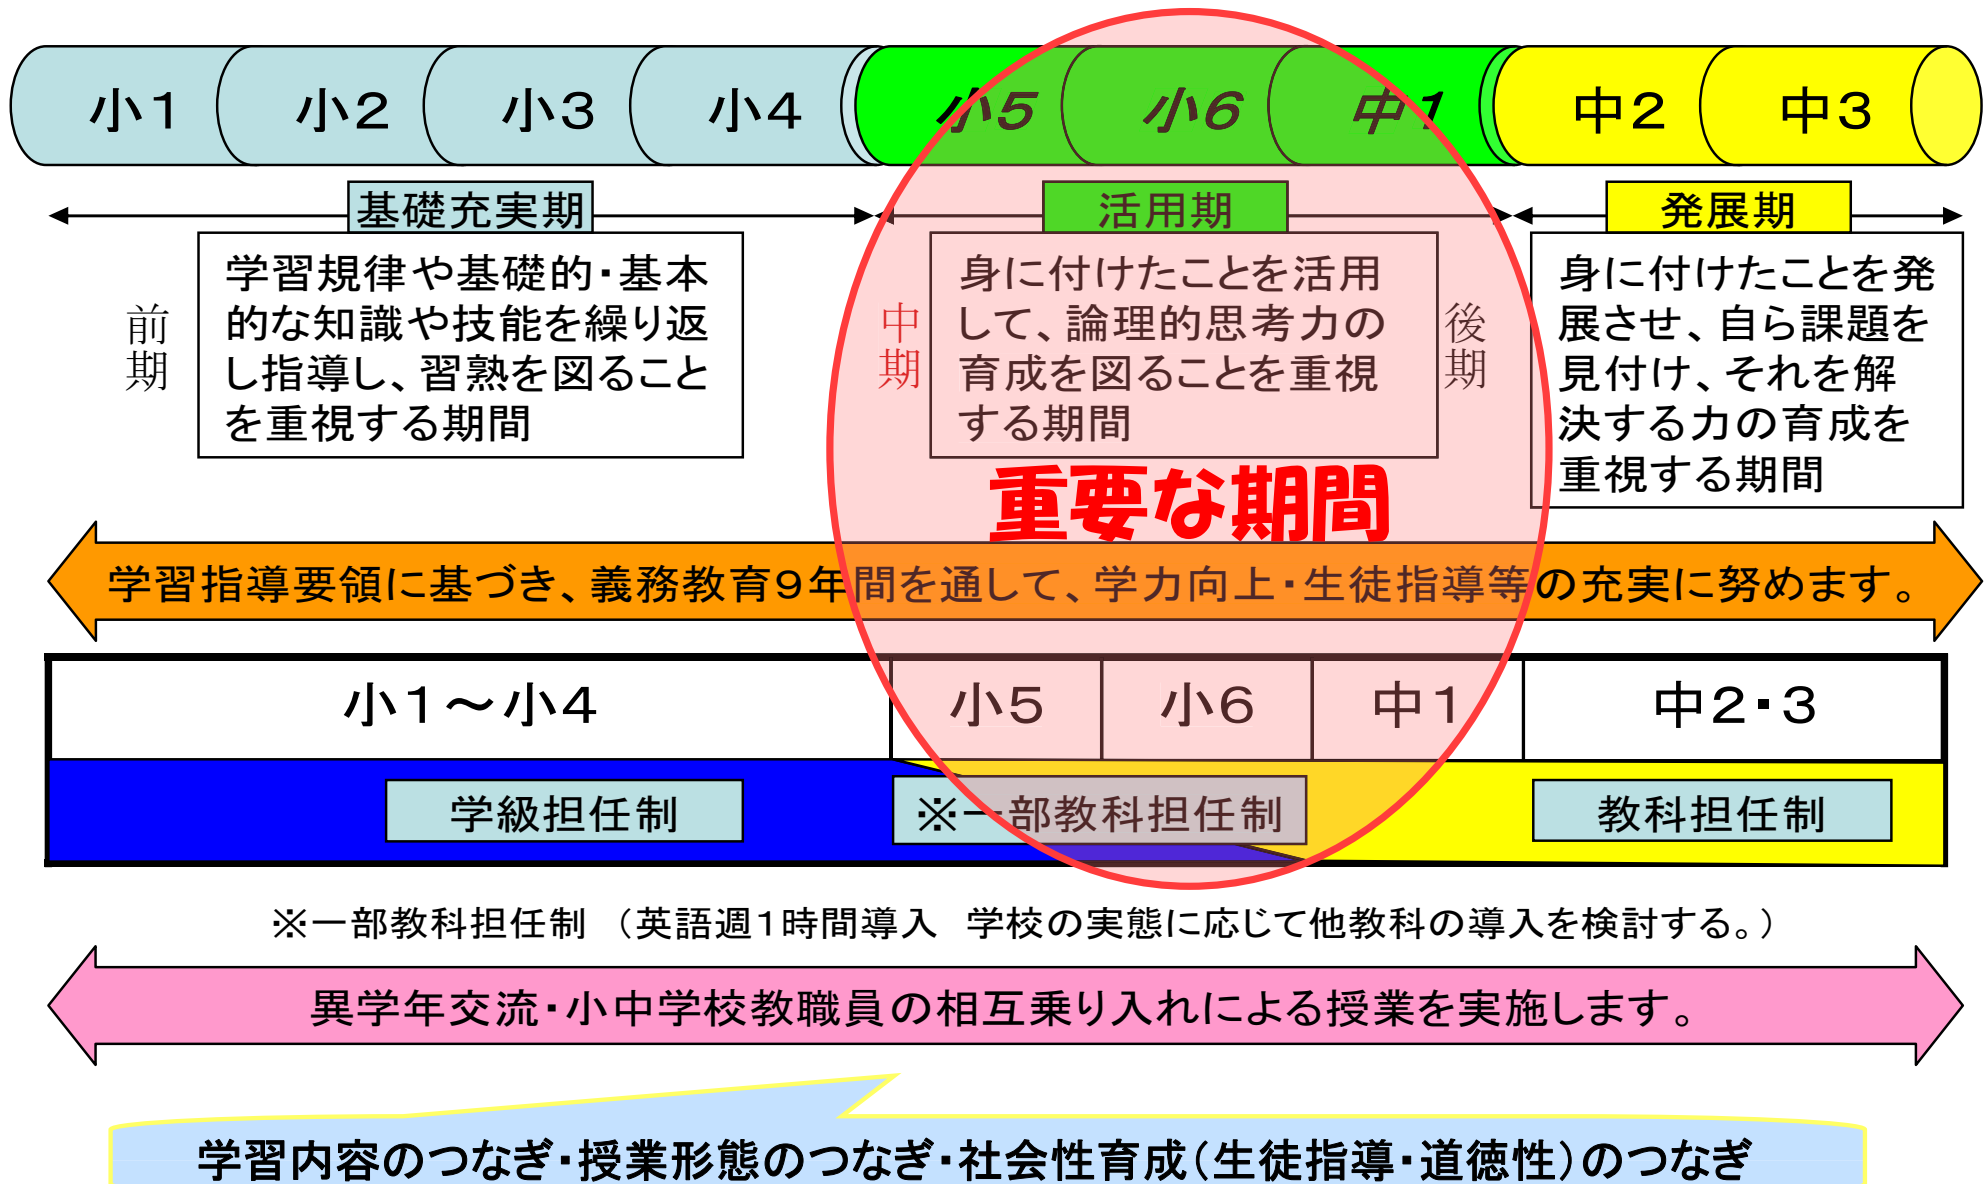 小１ 小２ 小３ 小４ 小５ 小６ 中１ 中２ 中３
基礎充実期 活用期 発展期
前期
学習規律や基礎的・基本
的な知識や技能を繰り返
し指導し、習熟を図ること
を重視する期間
中期
身に付けたことを活用
して、論理的思考力の
育成を図ることを重視
する期間
後期
身に付けたことを発
展させ、自ら課題を
見付け、それを解
決する力の育成を
重視する期間
重要な期間
学習指導要領に基づき、義務教育９年間を通して、学力向上・生徒指導等の充実に努めます。
小１～小４ 小５ 小６ 中１ 中２・３
学級担任制 ※一部教科担任制 教科担任制
※一部教科担任制　（英語週１時間導入　学校の実態に応じて他教科の導入を検討する。）
異学年交流・小中学校教職員の相互乗り入れによる授業を実施します。
学習内容のつなぎ・授業形態のつなぎ・社会性育成（生徒指導・道徳性）のつなぎ